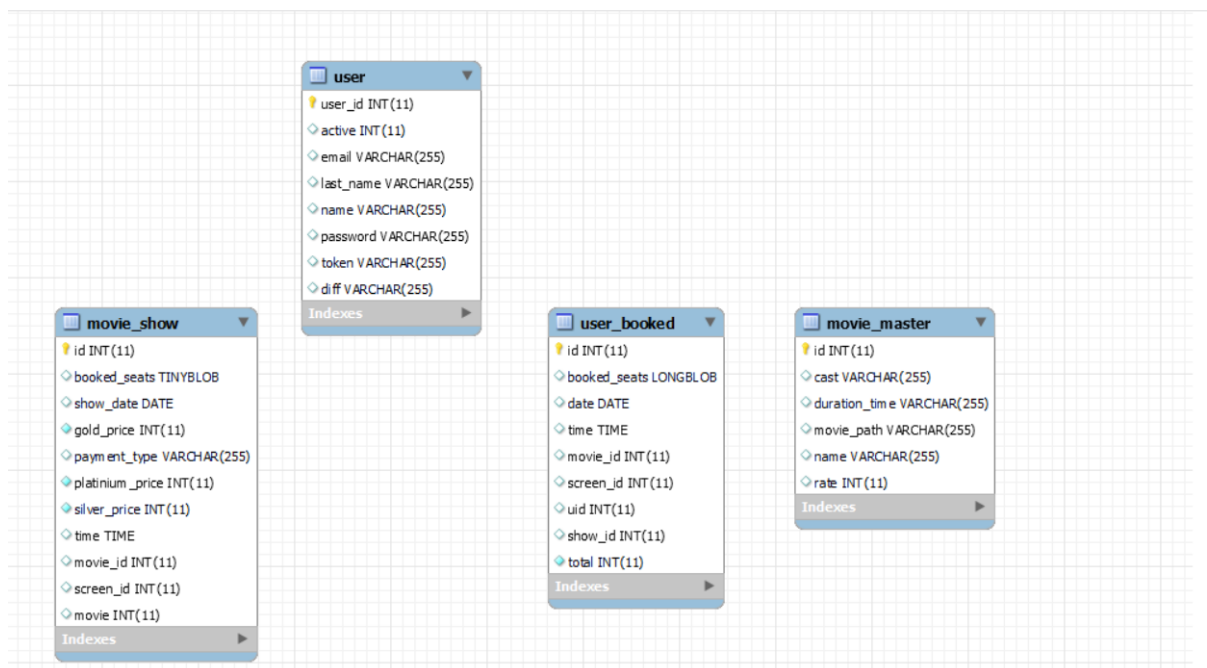 user
user_id INT(11)
active INT(11)
email VARCHAR(255)
last_name VARCHAR(255)
name VARCHAR(255)
password VARCHAR(255)
token VARCHAR(255)
diff VARCHAR(255)
Indexes
movie_show
id INT(11)
booked_seats TINYBLOB
show_date DATE
gold_price INT(11)
payment_type VARCHAR(255)
platinium_price INT(11)
silver_price INT(11)
time TIME
movie_id INT(11)
screen_id INT(11)
movie INT(11)
Indexes
user_booked
id INT(11)
booked_seats LONGBLOB
date DATE
time TIME
movie_id INT(11)
screen_id INT(11)
uid INT(11)
show_id INT(11)
total INT(11)
Indexes
movie_master
id INT(11)
cast VARCHAR(255)
duration_time VARCHAR(255)
movie_path VARCHAR(255)
name VARCHAR(255)
rate INT(11)
Indexes